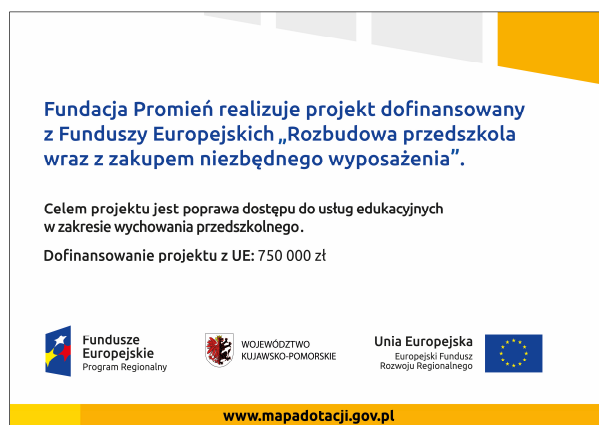 Fundacja Promień realizuje projekt dofinansowany
z Funduszy Europejskich „Rozbudowa przedszkola
wraz z zakupem niezbędnego wyposażenia”.
Celem projektu jest poprawa dostępu do usług edukacyjnych
w zakresie wychowania przedszkolnego.
Dofinansowanie projektu z UE: 750 000 zł
Fundusze
Europejskie
Program Regionalny
WOJEWÓDZTWO
KUJAWSKO-POMORSKIE
Unia Europejska
Europejski Fundusz
Rozwoju Regionalnego
www.mapadotacji.gov.pl